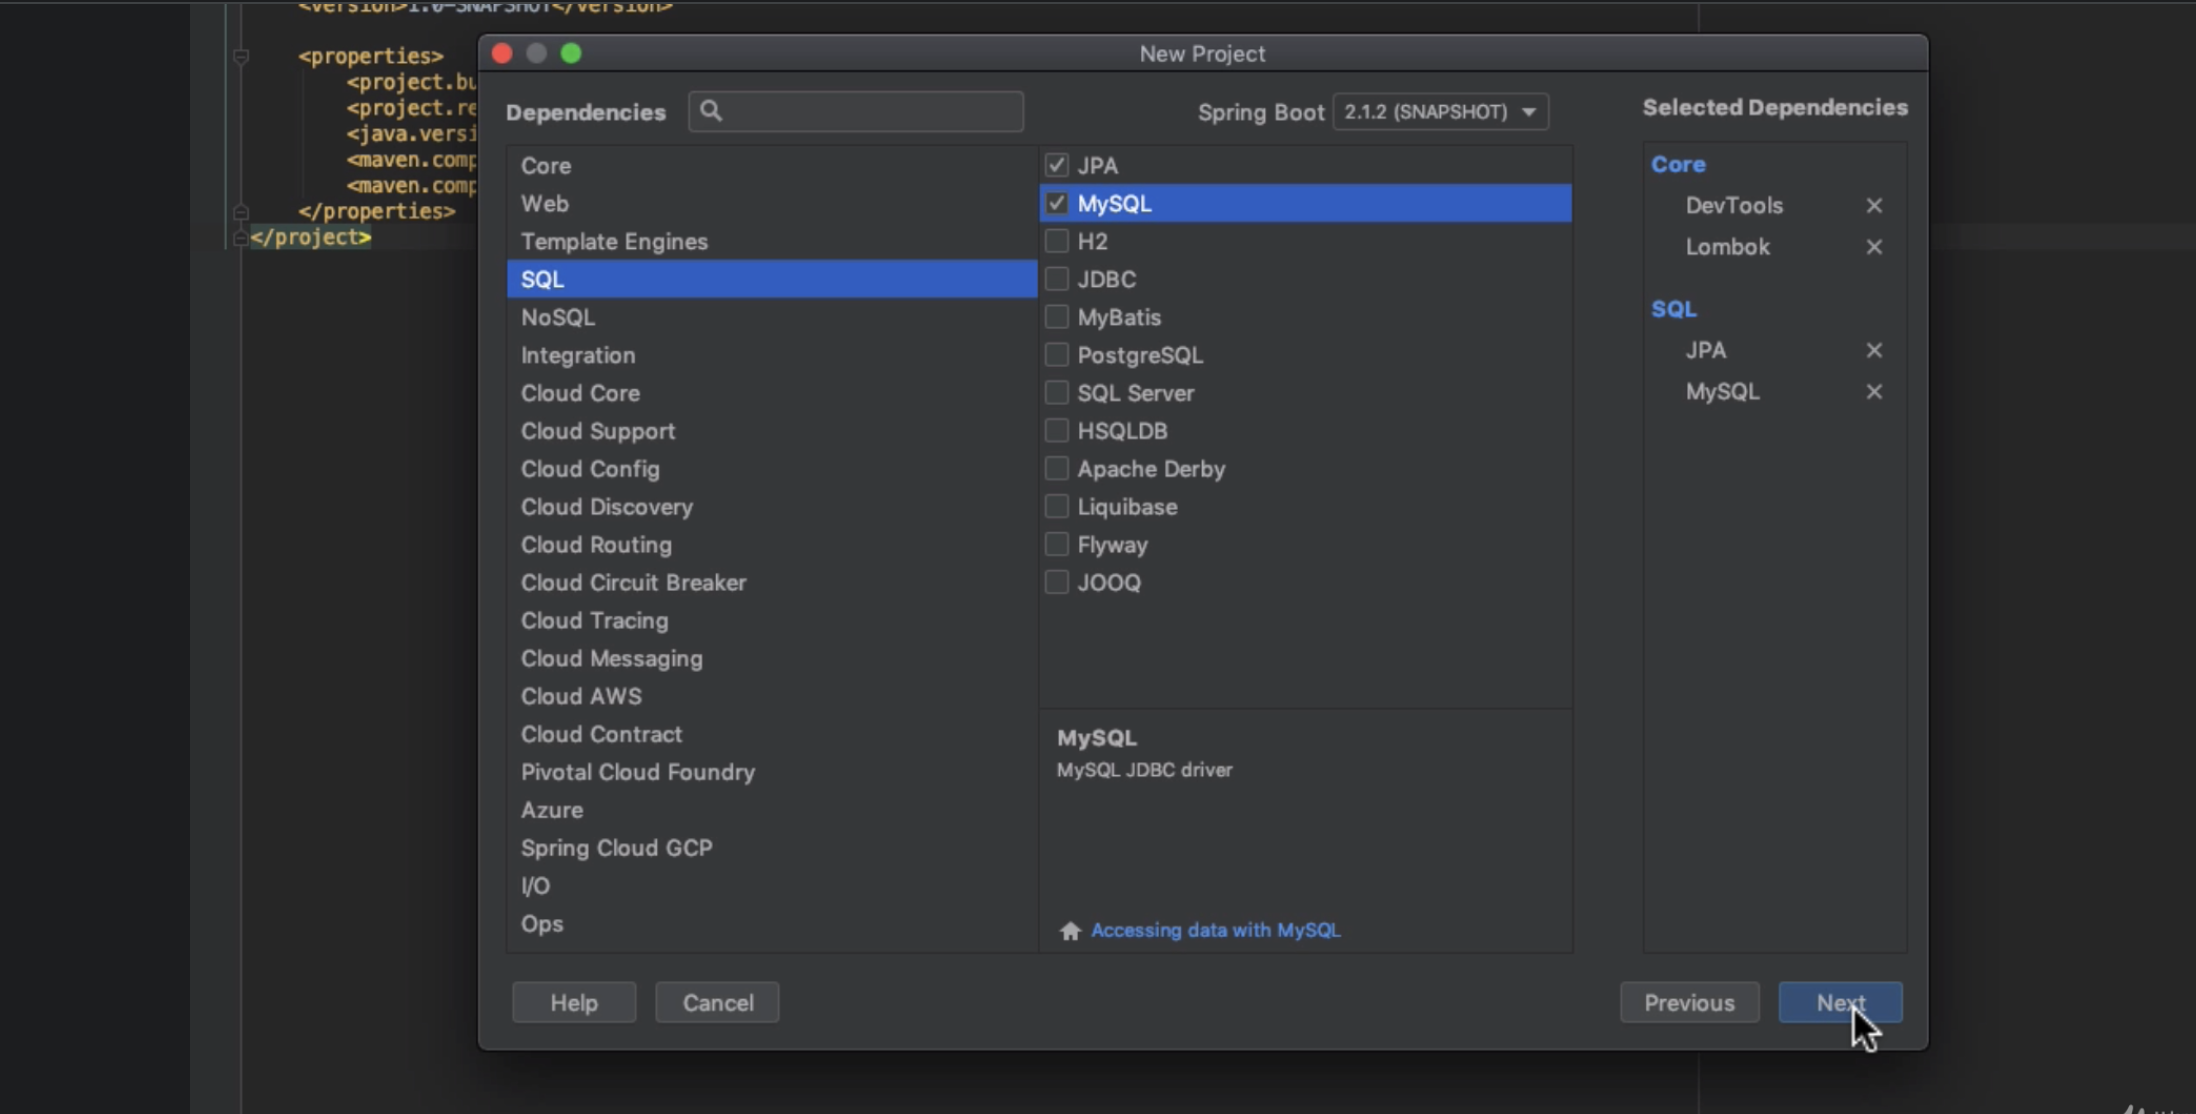 <version>1.0-SNAPSHOT</version>
<properties>
<project.bu
<project.re
<java.versi
<maven.comp
<maven.comp
</properties>
</project>
New Project
Dependencies
Spring Boot 2.1.2 (SNAPSHOT)
Selected Dependencies
Core
Web
Template Engines
SQL
NoSQL
Integration
Cloud Core
Cloud Support
Cloud Config
Cloud Discovery
Cloud Routing
Cloud Circuit Breaker
Cloud Tracing
Cloud Messaging
Cloud AWS
Cloud Contract
Pivotal Cloud Foundry
Azure
Spring Cloud GCP
I/O
Ops
JPA
MySQL
H2
JDBC
MyBatis
PostgreSQL
SQL Server
HSQLDB
Apache Derby
Liquibase
Flyway
JOOQ
MySQL
MySQL JDBC driver
Accessing data with MySQL
Core
DevTools
Lombok
SQL
JPA
MySQL
Help
Cancel
Previous
Next